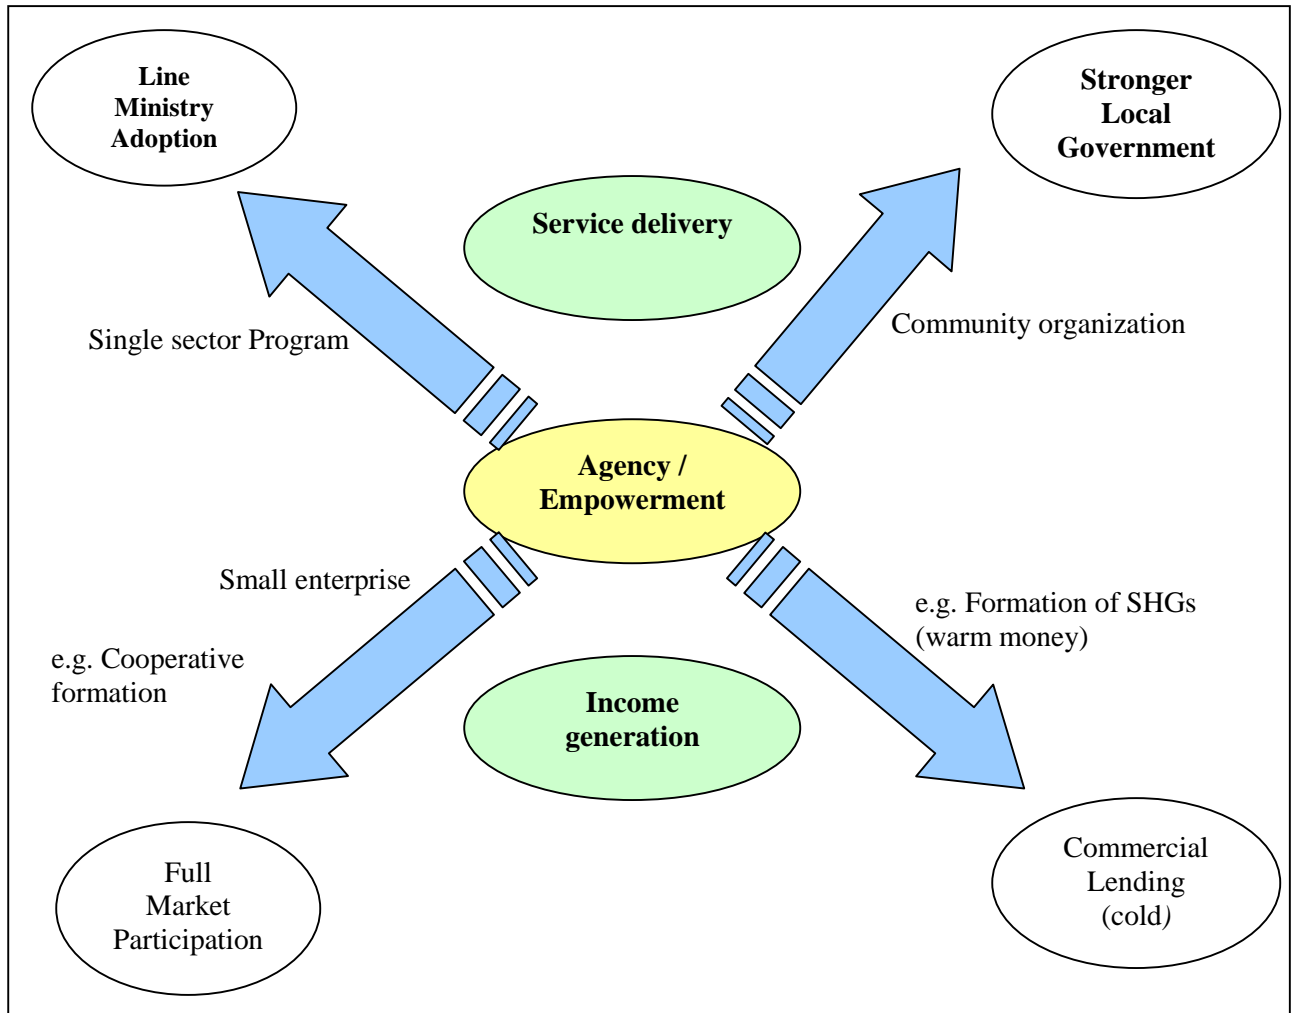 Line
Ministry
Adoption
Stronger
Local
Government
Service delivery
Single sector Program
Community organization
Agency /
Empowerment
Small enterprise
e.g. Cooperative
formation
e.g. Formation of SHGs
(warm money)
Income
generation
Full
Market
Participation
Commercial
Lending
(cold)